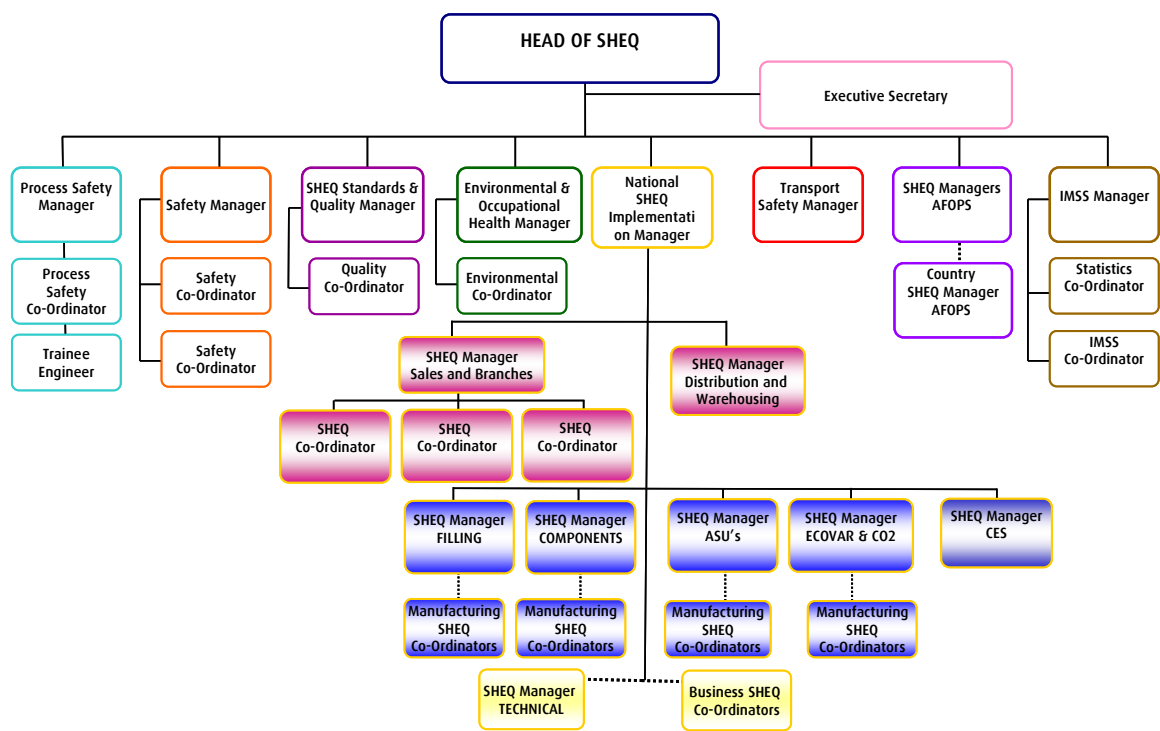 HEAD OF SHEQ
Executive Secretary
Process Safety
Manager
Safety Manager
SHEQ Standards &
Quality Manager
Environmental &
Occupational
Health Manager
National
SHEQ
Implementati
on Manager
Transport
Safety Manager
SHEQ Managers
AFOPS
IMSS Manager
Process
Safety
Co-Ordinator
Safety
Co-Ordinator
Quality
Co-Ordinator
Environmental
Co-Ordinator
Country
SHEQ Manager
AFOPS
Statistics
Co-Ordinator
Trainee
Engineer
Safety
Co-Ordinator
IMSS
Co-Ordinator
SHEQ Manager
Sales and Branches
SHEQ Manager
Distribution and
Warehousing
SHEQ
Co-Ordinator
SHEQ
Co-Ordinator
SHEQ
Co-Ordinator
SHEQ Manager
FILLING
SHEQ Manager
COMPONENTS
SHEQ Manager
ASU's
SHEQ Manager
ECOVAR & CO2
SHEQ Manager
CES
Manufacturing
SHEQ
Co-Ordinators
Manufacturing
SHEQ
Co-Ordinators
Manufacturing
SHEQ
Co-Ordinators
Manufacturing
SHEQ
Co-Ordinators
SHEQ Manager
TECHNICAL
Business SHEQ
Co-Ordinators